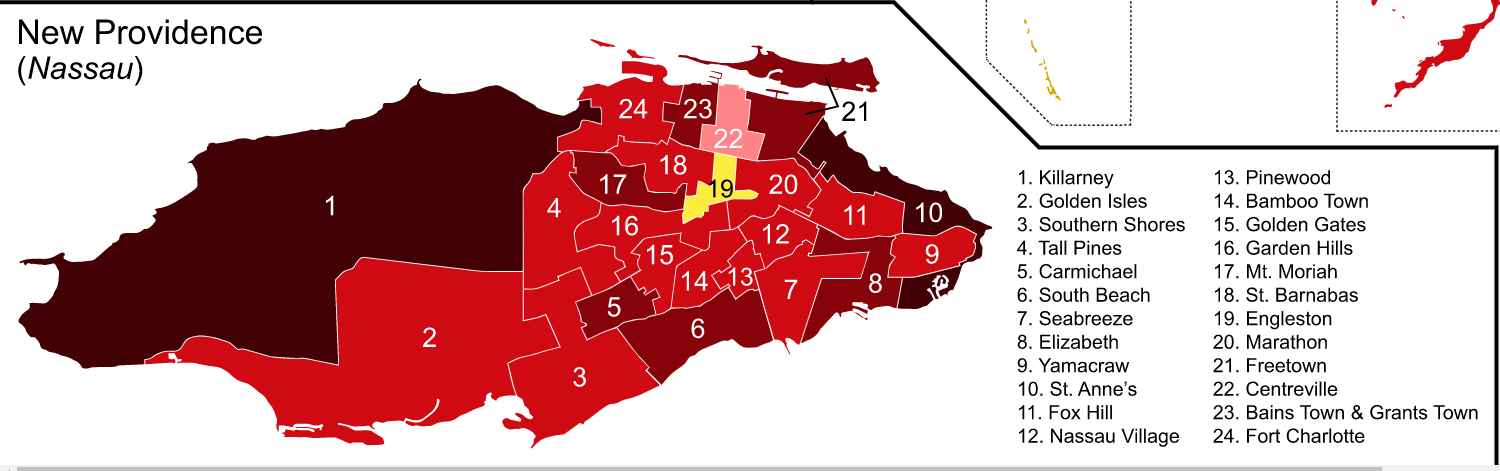 New Providence
(Nassau)
24
23
21
22
18
17
19
20
1
4
11
10
16
12
9
15
14
13
7
8
5
6
2
3
1. Killarney
2. Golden Isles
3. Southern Shores
4. Tall Pines
5. Carmichael
6. South Beach
7. Seabreeze
8. Elizabeth
9. Yamacraw
10. St. Anne’s
11. Fox Hill
12. Nassau Village
13. Pinewood
14. Bamboo Town
15. Golden Gates
16. Garden Hills
17. Mt. Moriah
18. St. Barnabas
19. Engleston
20. Marathon
21. Freetown
22. Centreville
23. Bains Town & Grants Town
24. Fort Charlotte